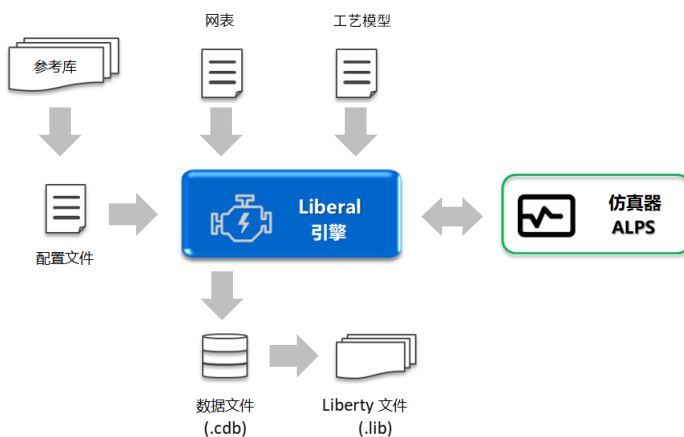 网表
工艺模型
参考库
配置文件
Liberal
引擎
仿真器
ALPS
数据文件
(.cdb)
Liberty 文件
(.lib)